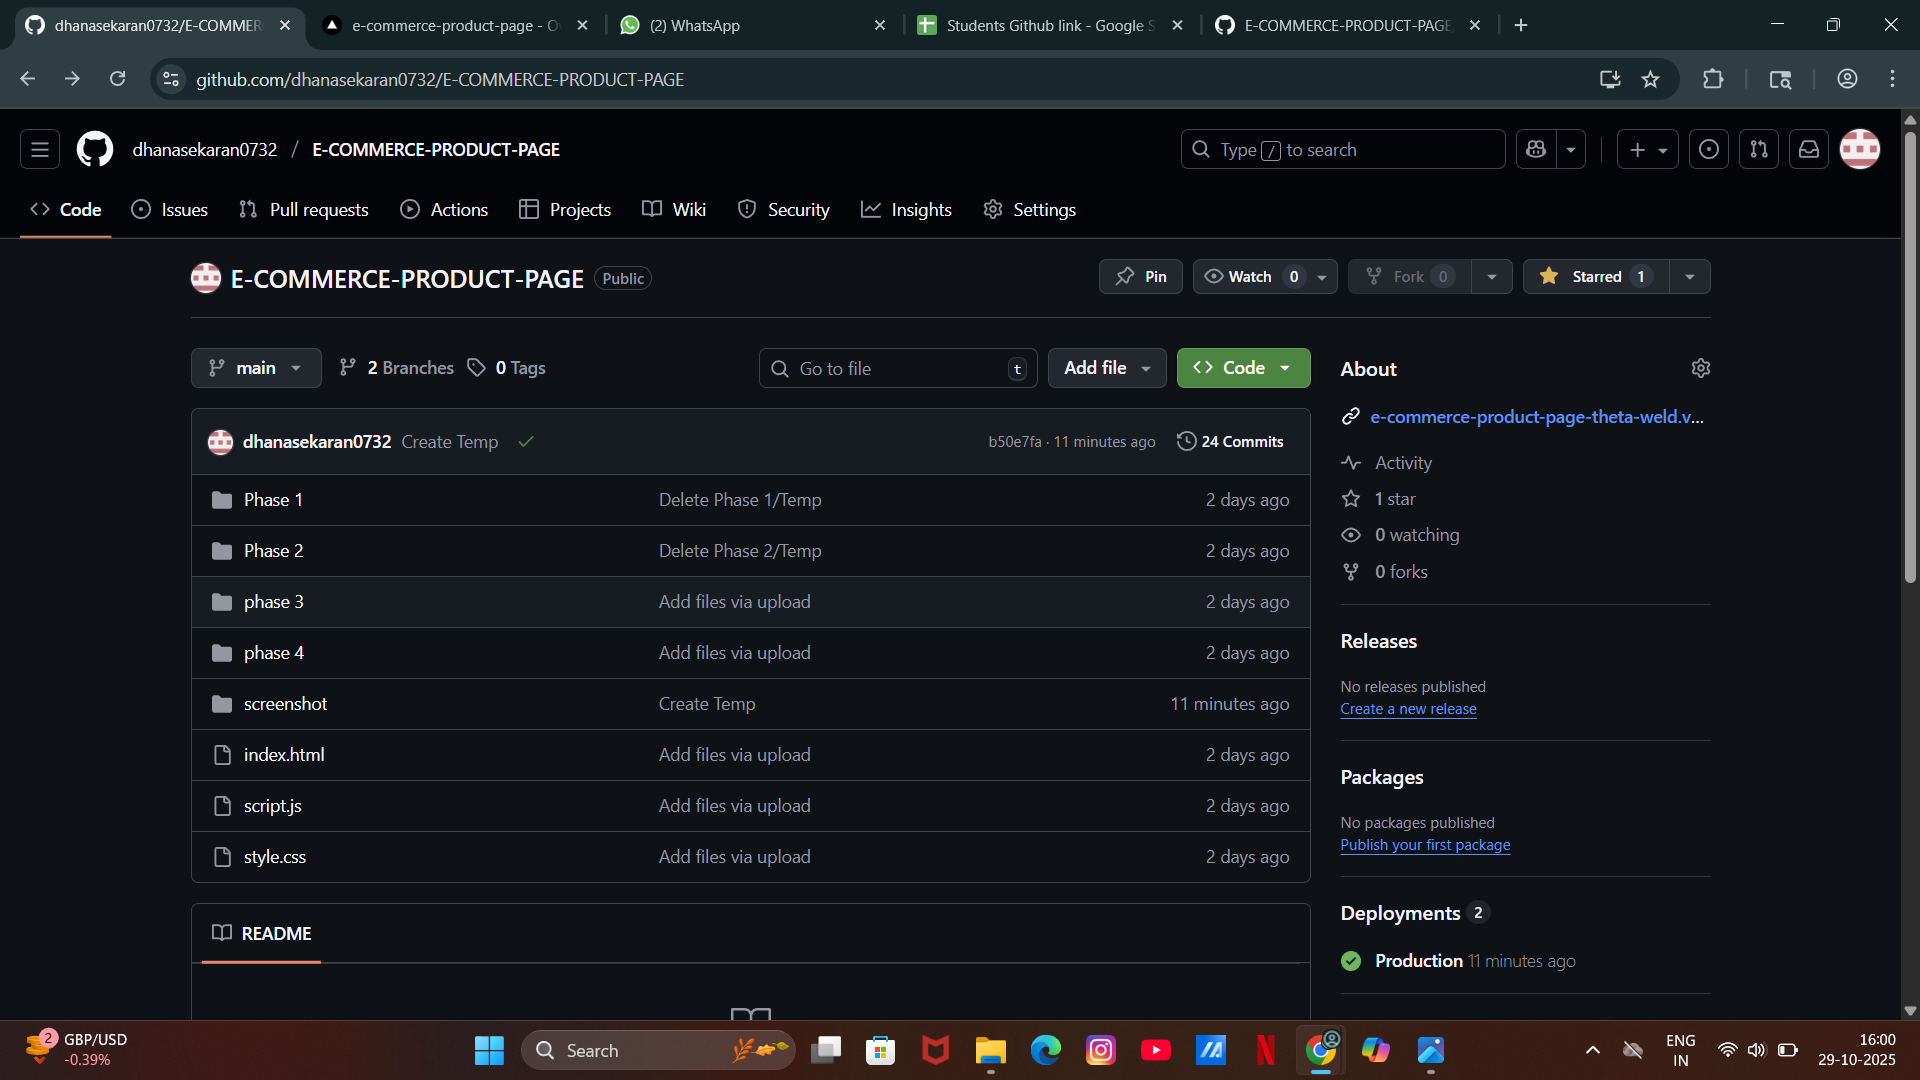 dhanasekaran0732/E-COMMER
e-commerce-product-page - O
(2) WhatsApp
Students Github link - Google S
E-COMMERCE-PRODUCT-PAGE
github.com/dhanasekaran0732/E-COMMERCE-PRODUCT-PAGE
dhanasekaran0732 / E-COMMERCE-PRODUCT-PAGE
Type / to search
Code
Issues
Pull requests
Actions
Projects
Wiki
Security
Insights
Settings
E-COMMERCE-PRODUCT-PAGE Public
Pin
Watch 0
Fork 0
Starred 1
main
2 Branches
0 Tags
Go to file t
Add file
Code
dhanasekaran0732 Create Temp
b50e7fa · 11 minutes ago
24 Commits
Phase 1 Delete Phase 1/Temp 2 days ago
Phase 2 Delete Phase 2/Temp 2 days ago
phase 3 Add files via upload 2 days ago
phase 4 Add files via upload 2 days ago
screenshot Create Temp 11 minutes ago
index.html Add files via upload 2 days ago
script.js Add files via upload 2 days ago
style.css Add files via upload 2 days ago
README
About
e-commerce-product-page-theta-weld.v...
Activity
1 star
0 watching
0 forks
Releases
No releases published
Create a new release
Packages
No packages published
Publish your first package
Deployments 2
Production 11 minutes ago
2
GBP/USD
-0.39%
Search
ENG
IN
16:00
29-10-2025